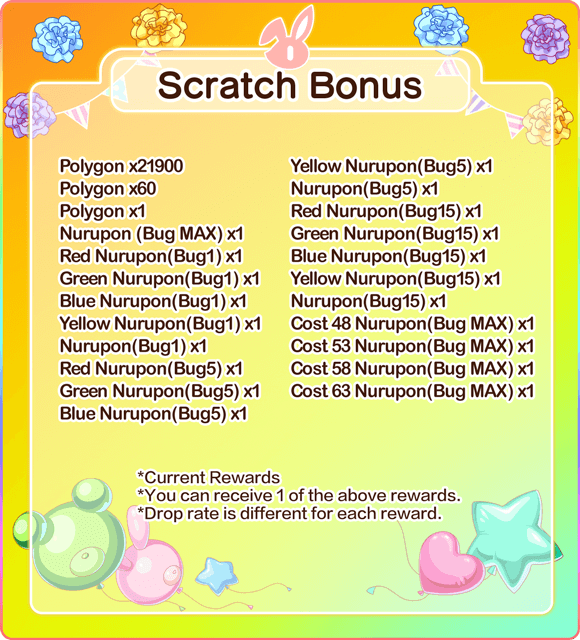 Scratch Bonus
Polygon x21900
Polygon x60
Polygon x1
Nurupon (Bug MAX) x1
Red Nurupon(Bug1) x1
Green Nurupon(Bug1) x1
Blue Nurupon(Bug1) x1
Yellow Nurupon(Bug1) x1
Nurupon(Bug1) x1
Red Nurupon(Bug5) x1
Green Nurupon(Bug5) x1
Blue Nurupon(Bug5) x1
Yellow Nurupon(Bug5) x1
Nurupon(Bug5) x1
Red Nurupon(Bug15) x1
Green Nurupon(Bug15) x1
Blue Nurupon(Bug15) x1
Yellow Nurupon(Bug15) x1
Nurupon(Bug15) x1
Cost 48 Nurupon(Bug MAX) x1
Cost 53 Nurupon(Bug MAX) x1
Cost 58 Nurupon(Bug MAX) x1
Cost 63 Nurupon(Bug MAX) x1
*Current Rewards
*You can receive 1 of the above rewards.
*Drop rate is different for each reward.